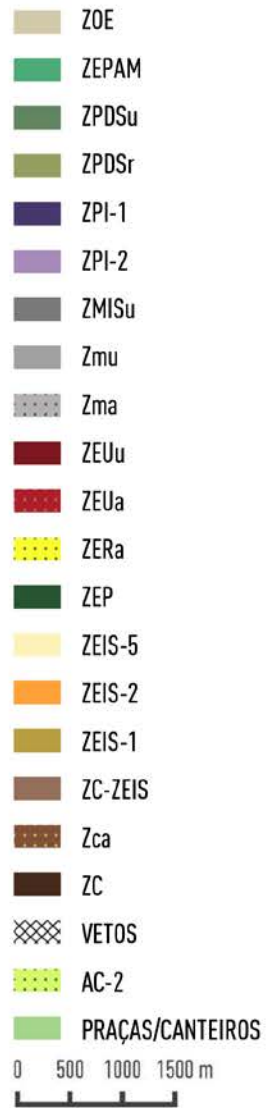 ZOE
ZEPAM
ZPDSu
ZPDSr
ZPI-1
ZPI-2
ZMISu
Zmu
Zma
ZEUu
ZEUa
ZERa
ZEP
ZEIS-5
ZEIS-2
ZEIS-1
ZC-ZEIS
Zca
ZC
VETOS
AC-2
PRAÇAS/CANTEIROS
0 500 1000 1500 m